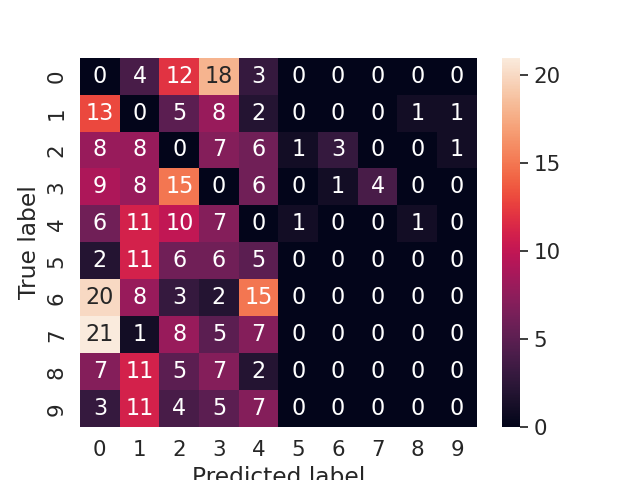 True label
0 0 4 12 18 3 0 0 0 0 0
1 13 0 5 8 2 0 0 0 1 1
2 8 8 0 7 6 1 3 0 0 1
3 9 8 15 0 6 0 1 4 0 0
4 6 11 10 7 0 1 0 0 1 0
5 2 11 6 6 5 0 0 0 0 0
6 20 8 3 2 15 0 0 0 0 0
7 21 1 8 5 7 0 0 0 0 0
8 7 11 5 7 2 0 0 0 0 0
9 3 11 4 5 7 0 0 0 0 0
0 1 2 3 4 5 6 7 8 9
Predicted label
20
15
10
5
0